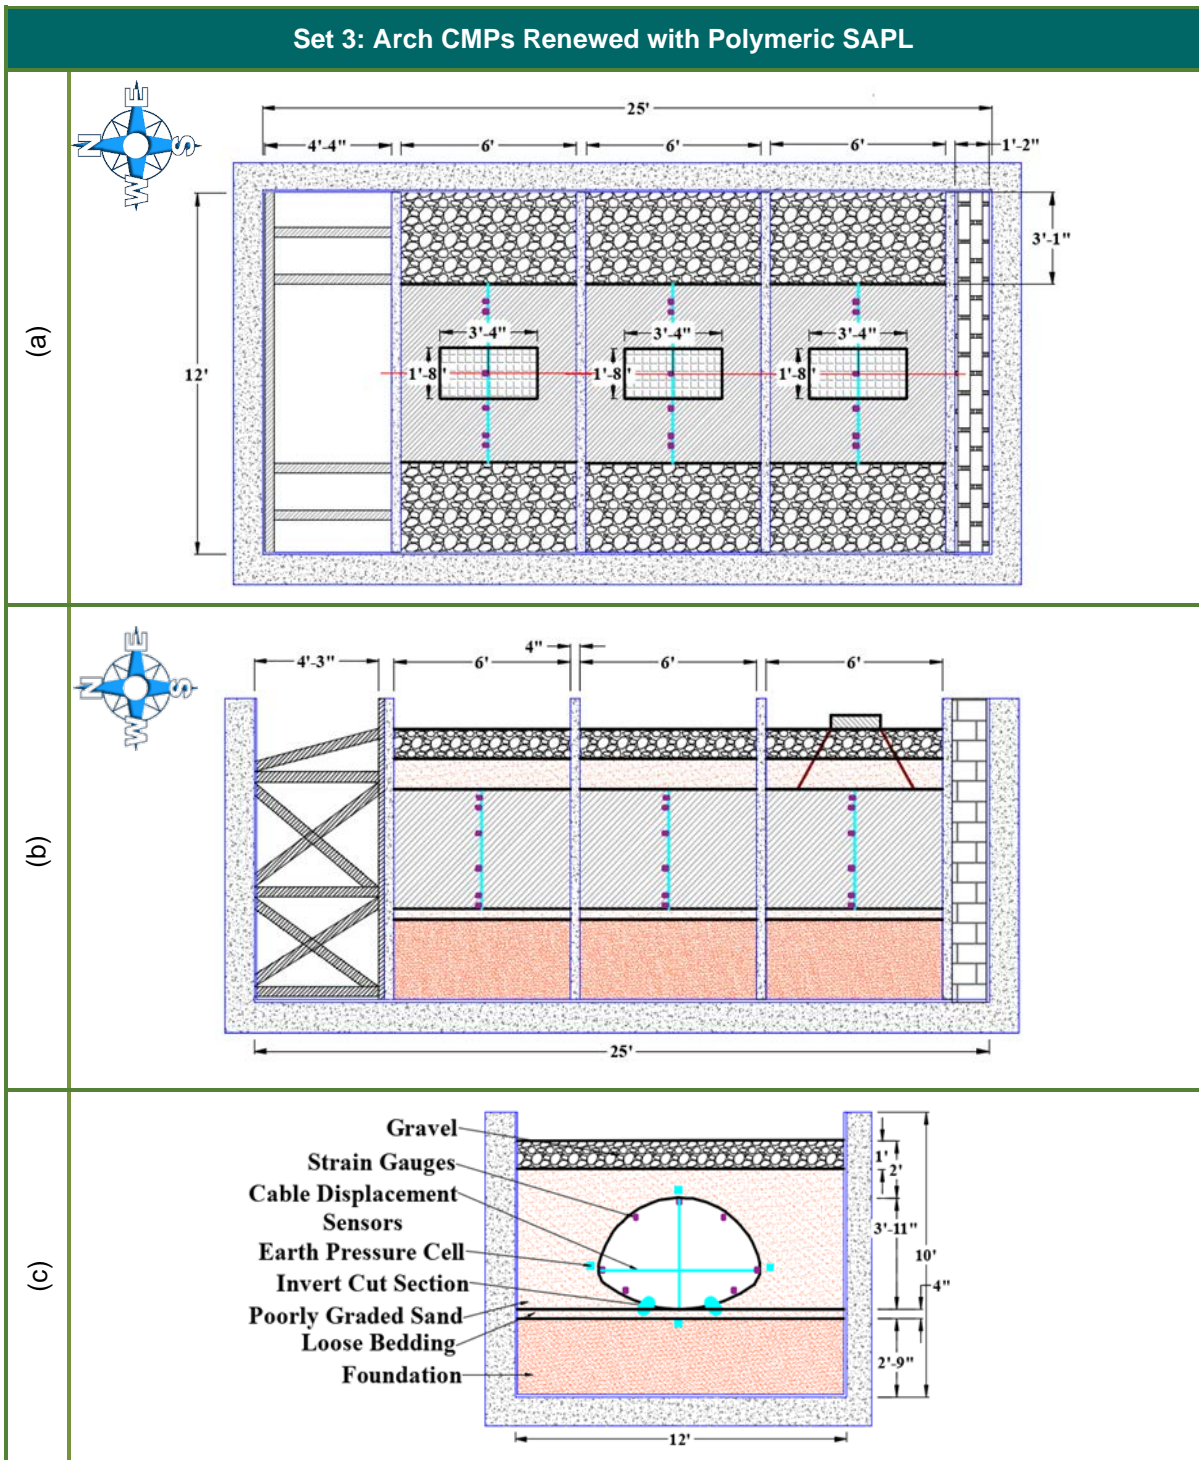 Set 3: Arch CMPs Renewed with Polymeric SAPL
(a)
E
N
S
W
25'
4'-4"
6'
6'
6'
1'-2"
3'-1"
12'
3'-4"
3'-4"
3'-4"
1'-8"
1'-8"
1'-8"
(b)
E
N
S
W
4'-3"
6'
4"
6'
6'
25'
(c)
Gravel
Strain Gauges
Cable Displacement
Sensors
Earth Pressure Cell
Invert Cut Section
Poorly Graded Sand
Loose Bedding
Foundation
1'
2'
3'-11"
10'
4"
2'-9"
12'